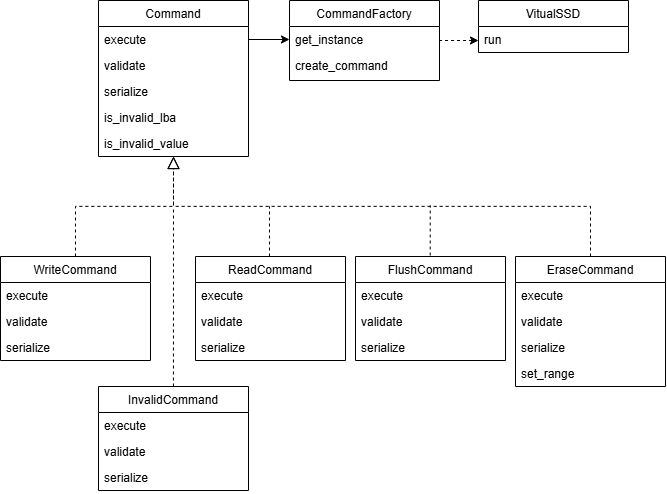 Command
execute
validate
serialize
is_invalid_lba
is_invalid_value
CommandFactory
get_instance
create_command
VitualSSD
run
WriteCommand
execute
validate
serialize
ReadCommand
execute
validate
serialize
FlushCommand
execute
validate
serialize
EraseCommand
execute
validate
serialize
set_range
InvalidCommand
execute
validate
serialize